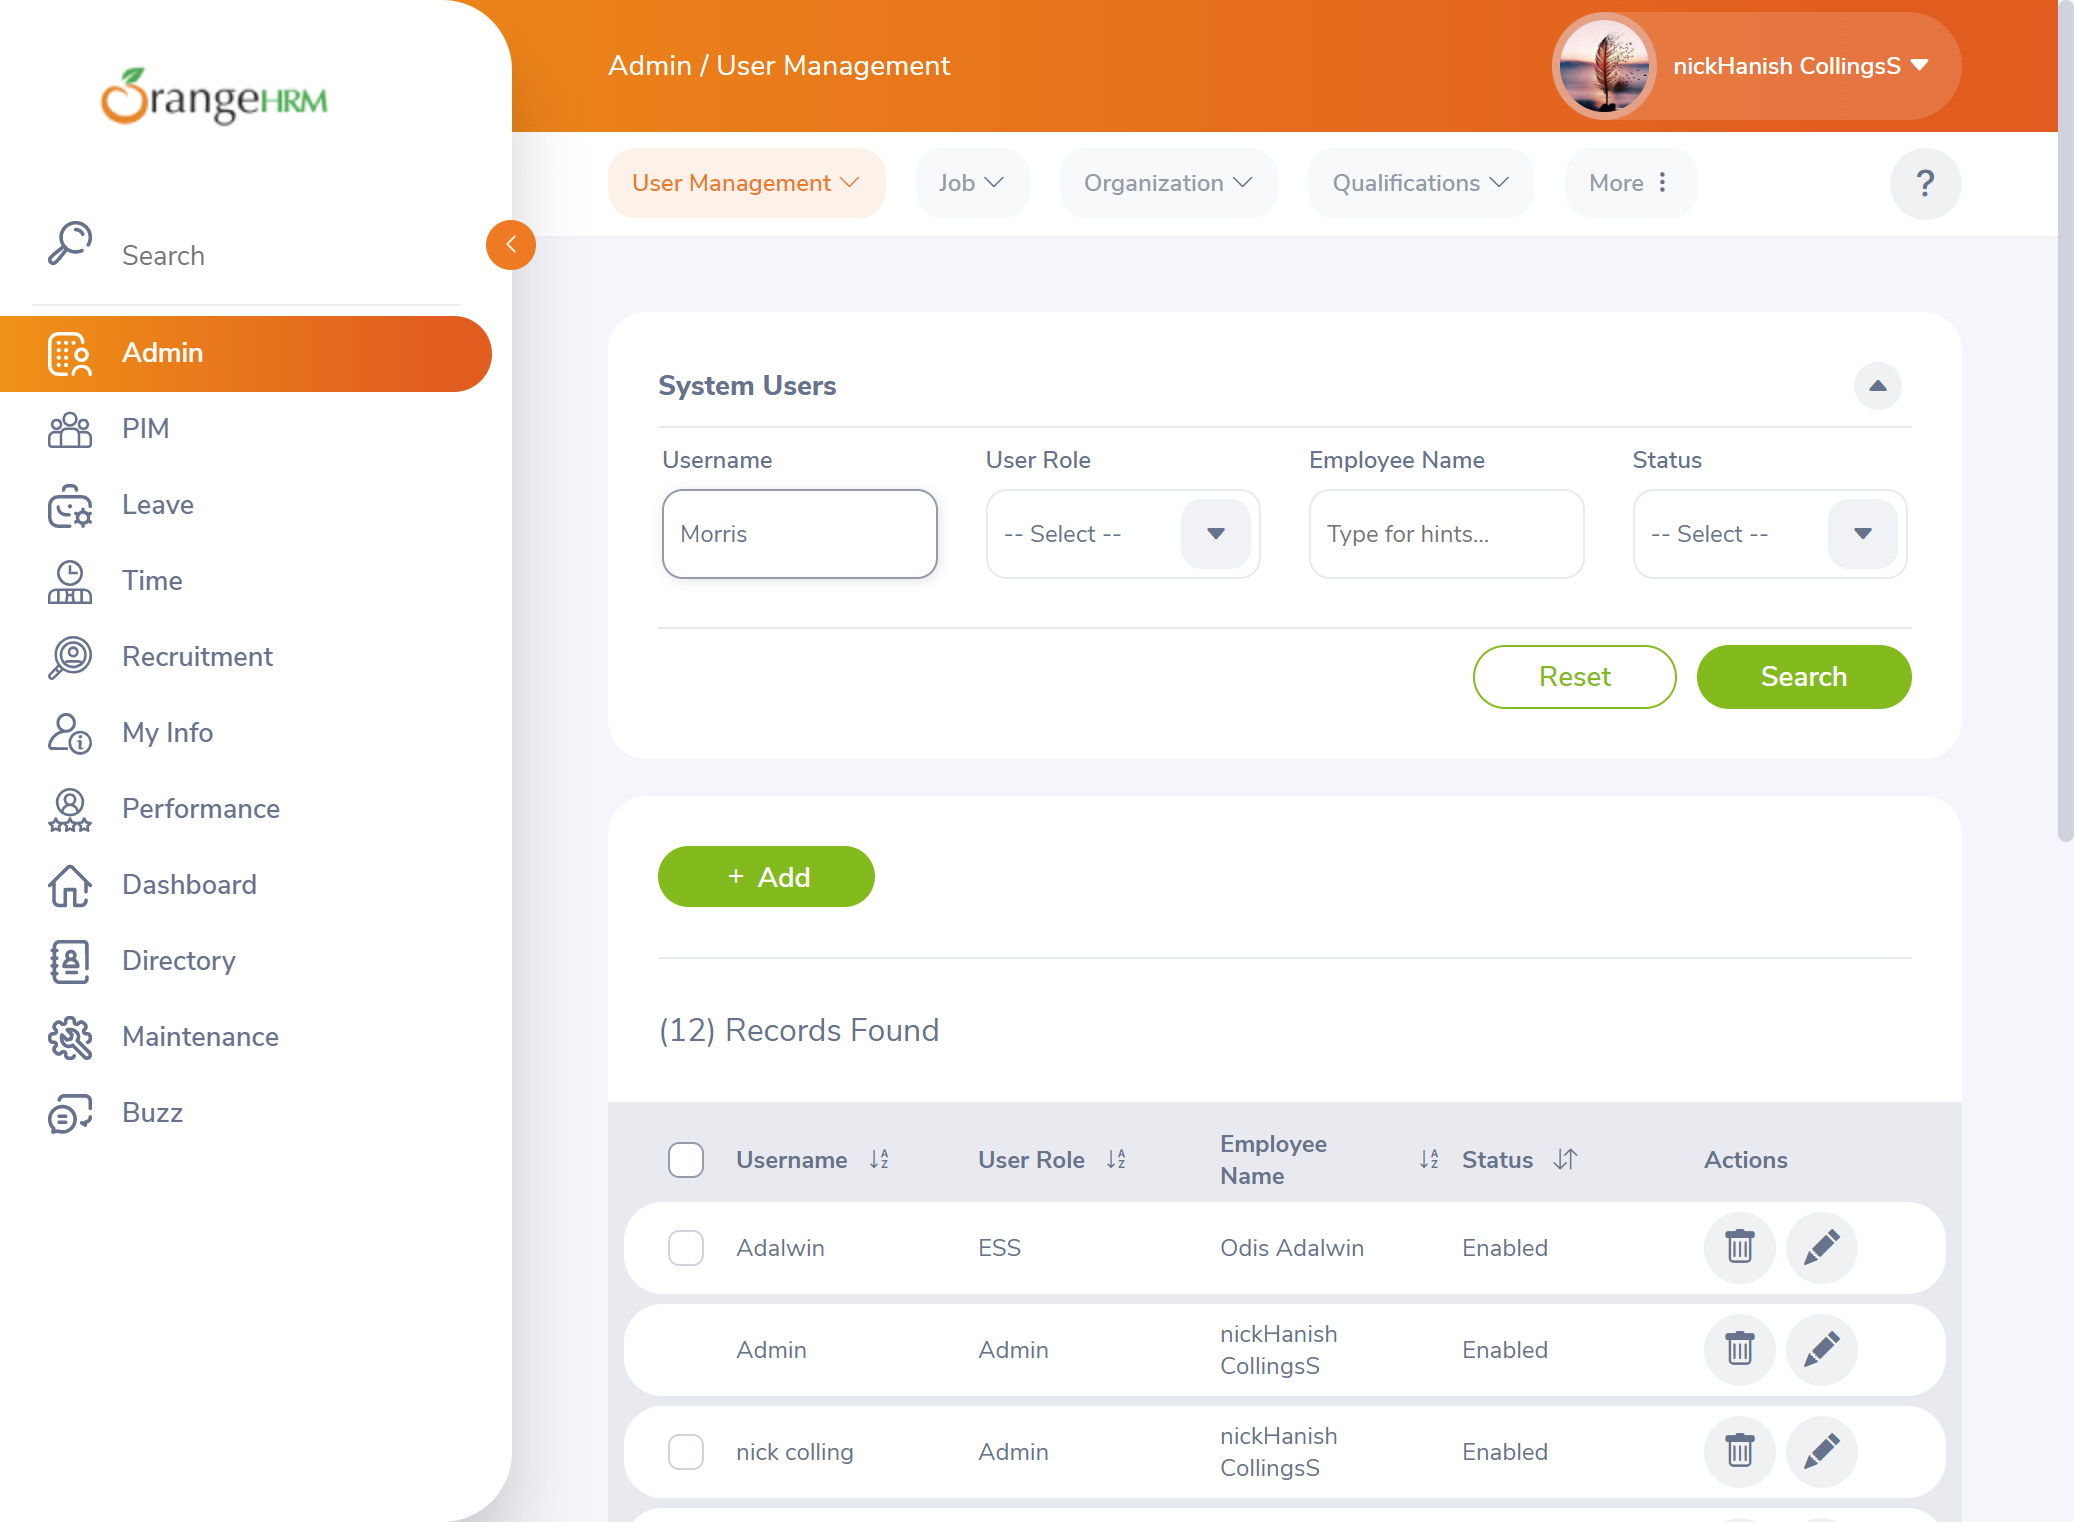 OrangeHRM
Search
Admin
PIM
Leave
Time
Recruitment
My Info
Performance
Dashboard
Directory
Maintenance
Buzz
Admin / User Management
nickHanish CollingsS
User Management
Job
Organization
Qualifications
More
?
System Users
Username
User Role
Employee Name
Status
Morris
-- Select --
Type for hints...
-- Select --
Reset
Search
+ Add
(12) Records Found
Username
User Role
Employee
Name
Status
Actions
Adalwin
ESS
Odis Adalwin
Enabled
Admin
Admin
nickHanish
CollingsS
Enabled
nick colling
Admin
nickHanish
CollingsS
Enabled